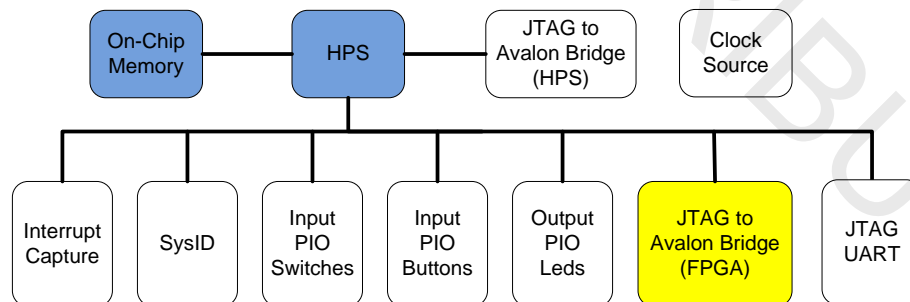 On-Chip
Memory
HPS
JTAG to
Avalon Bridge
(HPS)
Clock
Source
Interrupt
Capture
SysID
Input
PIO
Switches
Input
PIO
Buttons
Output
PIO
Leds
JTAG to
Avalon Bridge
(FPGA)
JTAG
UART